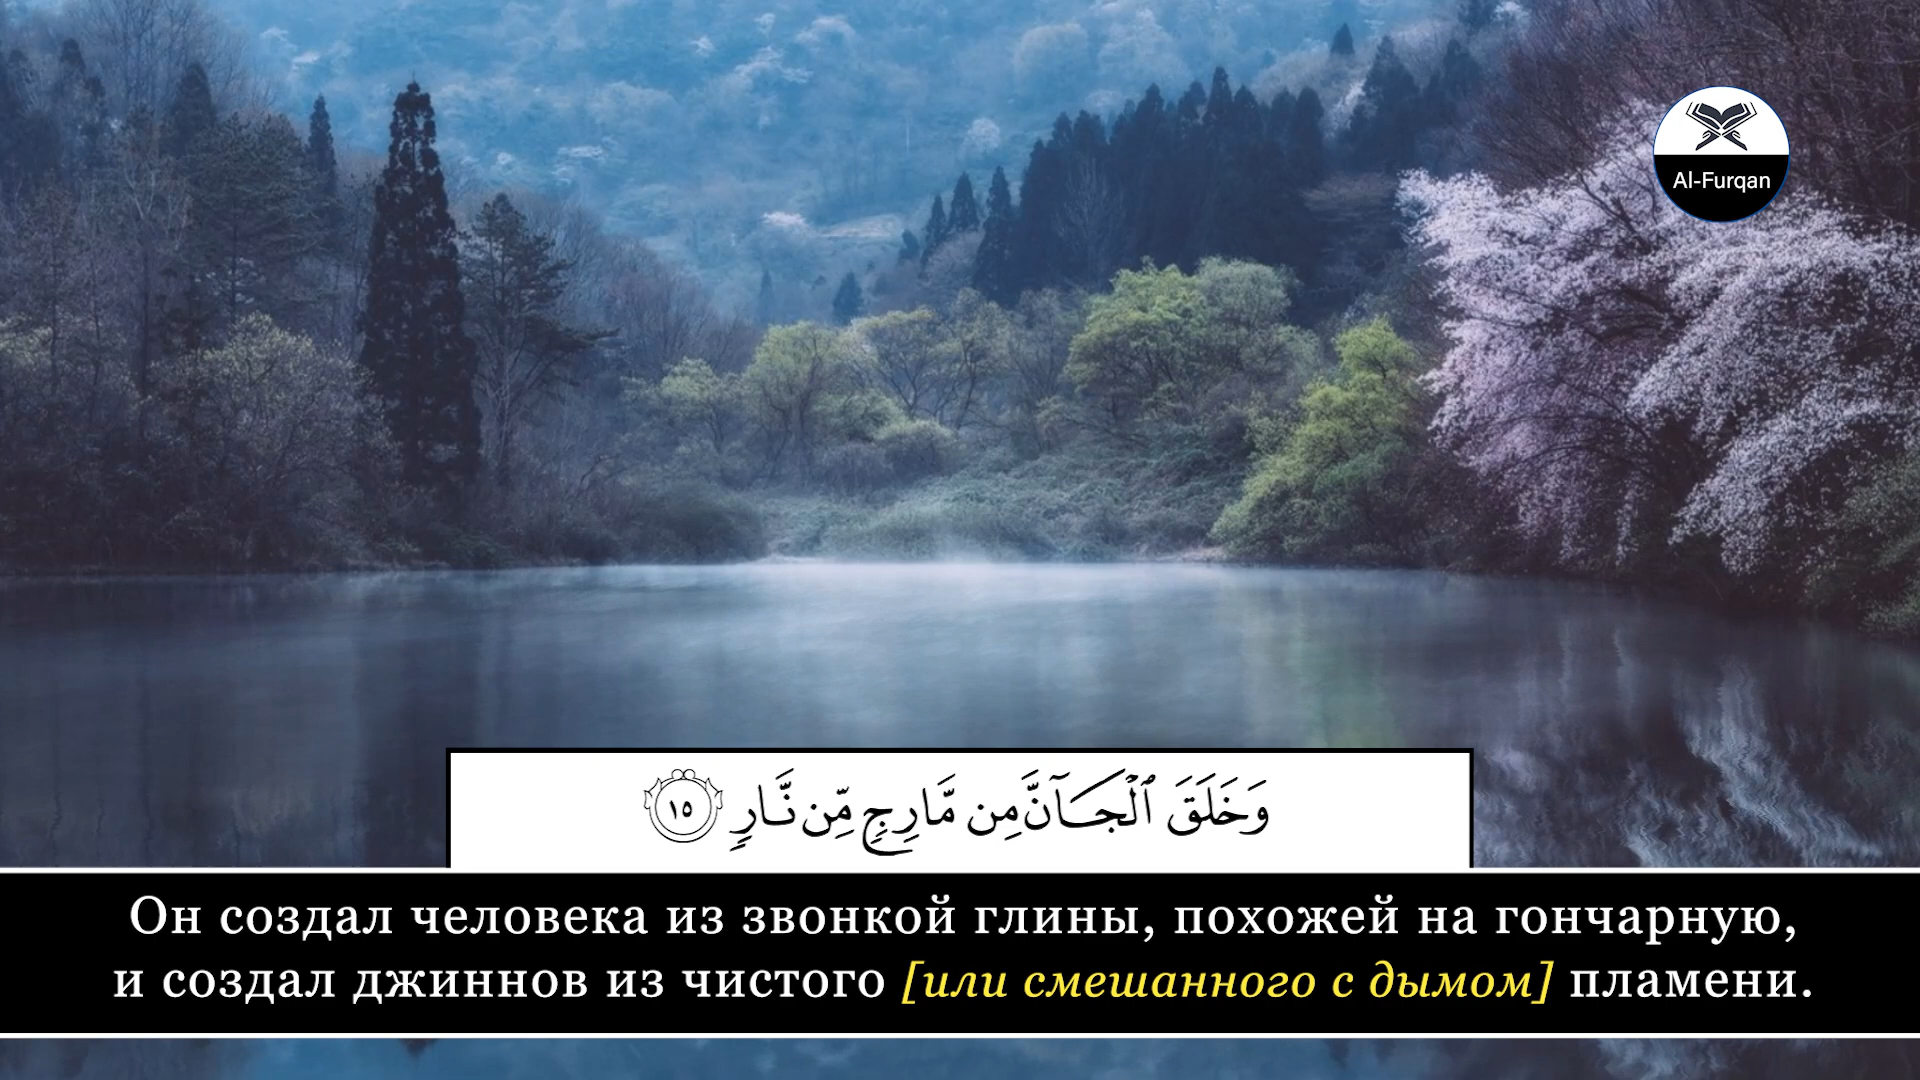 Al-Furqan
وَخَلَقَ ٱلْجَآنَّ مِن مَّارِجٍ مِّن نَّارٍ ١٥
Он создал человека из звонкой глины, похожей на гончарную,
и создал джиннов из чистого [или смешанного с дымом] пламени.